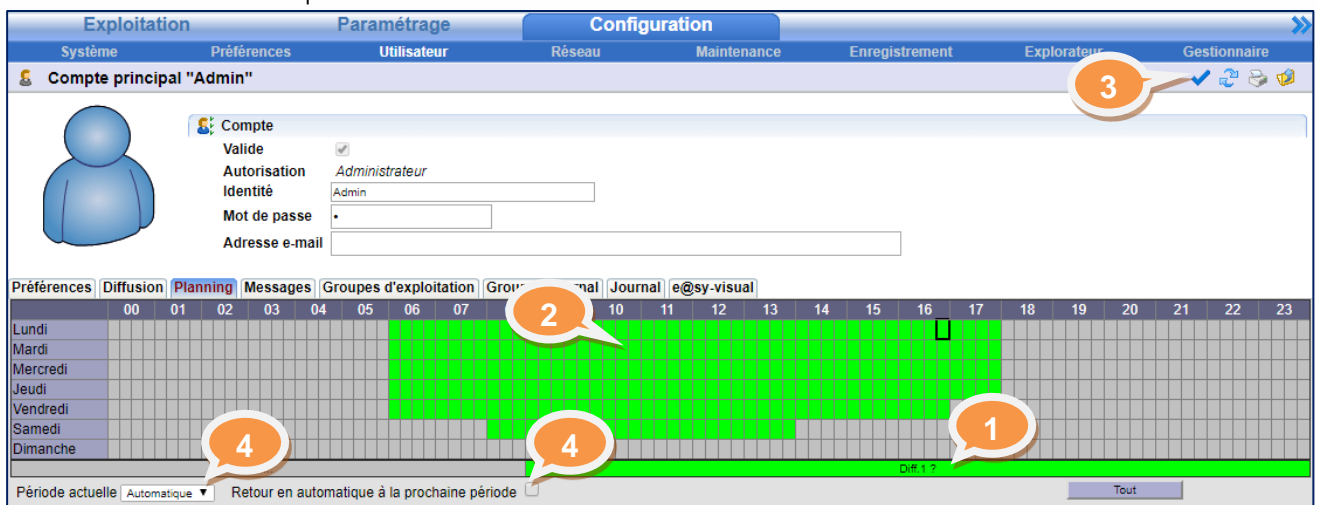 Exploitation Paramétrage Configuration
Système Préférences Utilisateur Réseau Maintenance Enregistrement Explorateur Gestionnaire
Compte principal "Admin"
3
Compte
Valide
Autorisation Administrateur
Identité Admin
Mot de passe •
Adresse e-mail
Préférences Diffusion Planning Messages Groupes d'exploitation Journal e@sy-visual
00 01 02 03 04 05 06 07 10 11 12 13 14 15 16 17 18 19 20 21 22 23
2
Lundi
Mardi
Mercredi
Jeudi
Vendredi
Samedi
Dimanche
1
4
4
Diff.1 ?
Période actuelle Automatique Retour en automatique à la prochaine période
Tout